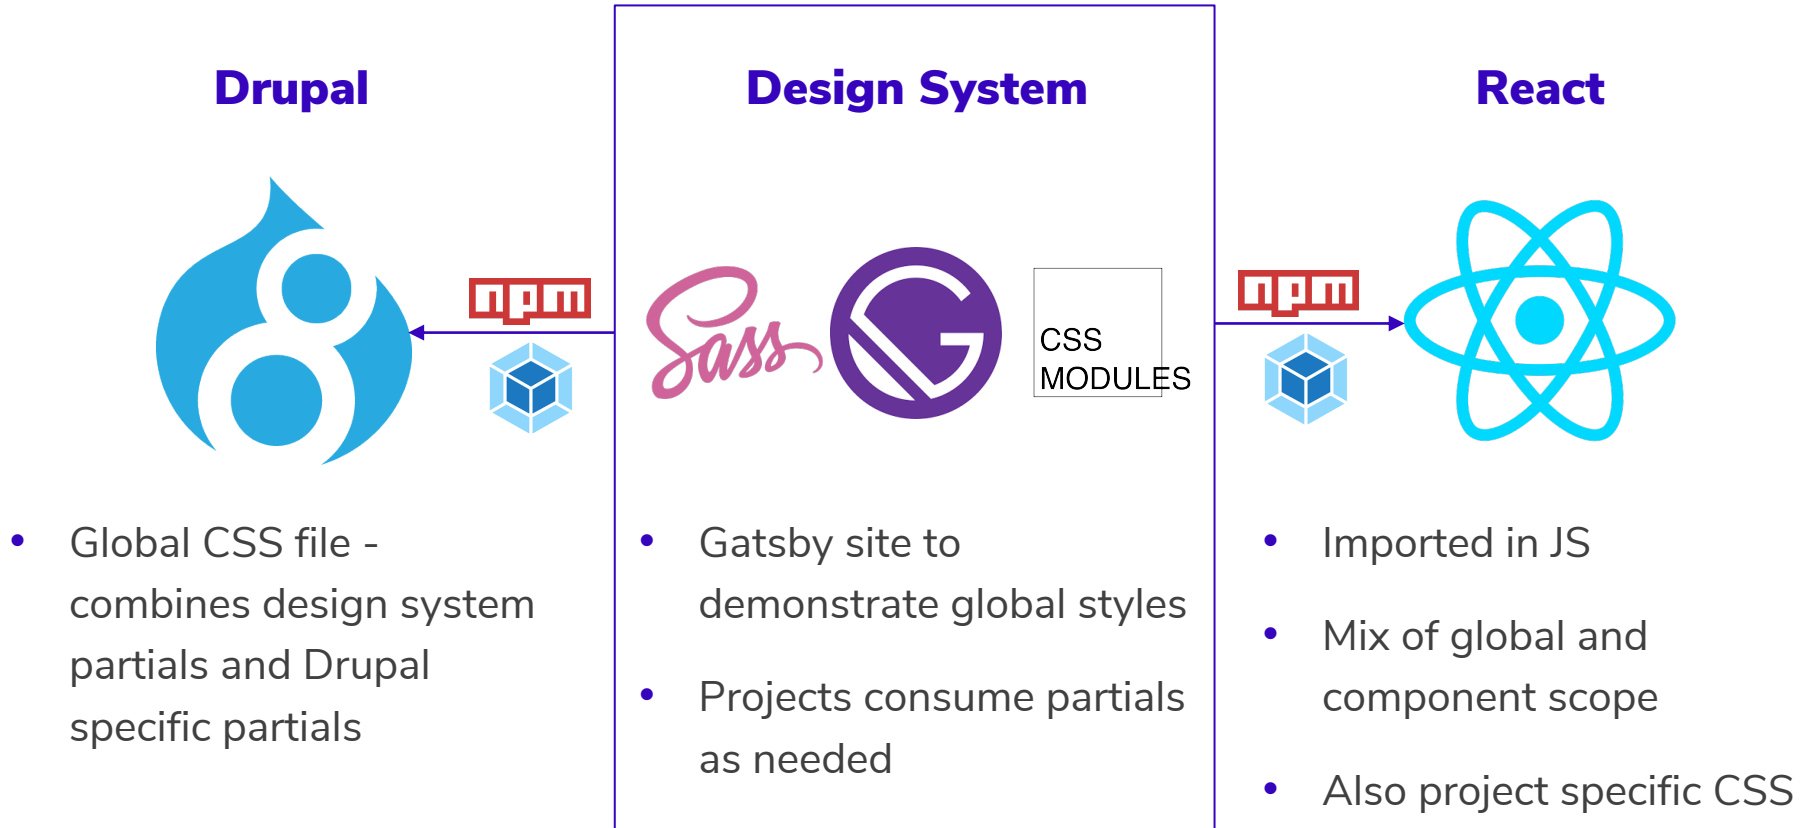 Drupal
Design System
React
npm
Sass
CSS
MODULES
npm
• Global CSS file -
combines design system
partials and Drupal
specific partials
• Gatsby site to
demonstrate global styles
• Projects consume partials
as needed
• Imported in JS
• Mix of global and
component scope
• Also project specific CSS